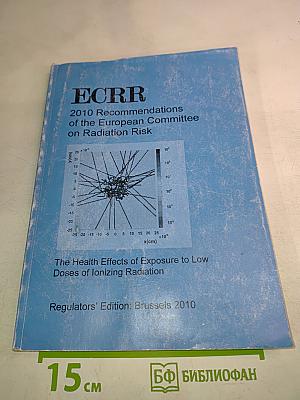 ECRR
2010 Recommendations
of the European Committee
on Radiation Risk
The Health Effects of Exposure to Low
Doses of Ionizing Radiation
Regulators' Edition: Brussels 2010
15 см
БФ БИБЛИОФАН